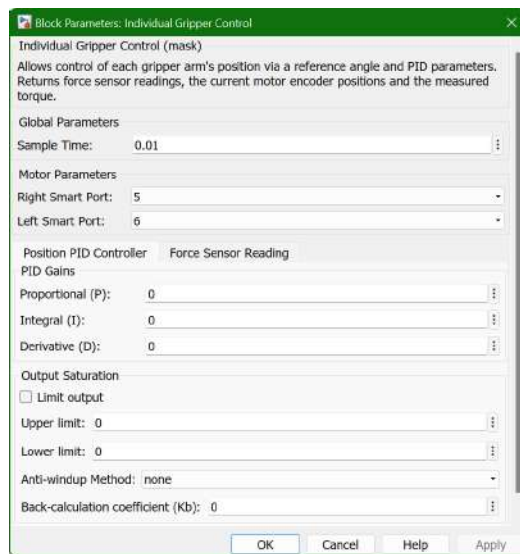 Block Parameters: Individual Gripper Control
Individual Gripper Control (mask)
Allows control of each gripper arm's position via a reference angle and PID parameters.
Returns force sensor readings, the current motor encoder positions and the measured
torque.
Global Parameters
Sample Time: 0.01
Motor Parameters
Right Smart Port: 5
Left Smart Port: 6
Position PID Controller Force Sensor Reading
PID Gains
Proportional (P): 0
Integral (I): 0
Derivative (D): 0
Output Saturation
Limit output
Upper limit: 0
Lower limit: 0
Anti-windup Method: none
Back-calculation coefficient (Kb): 0
OK Cancel Help Apply